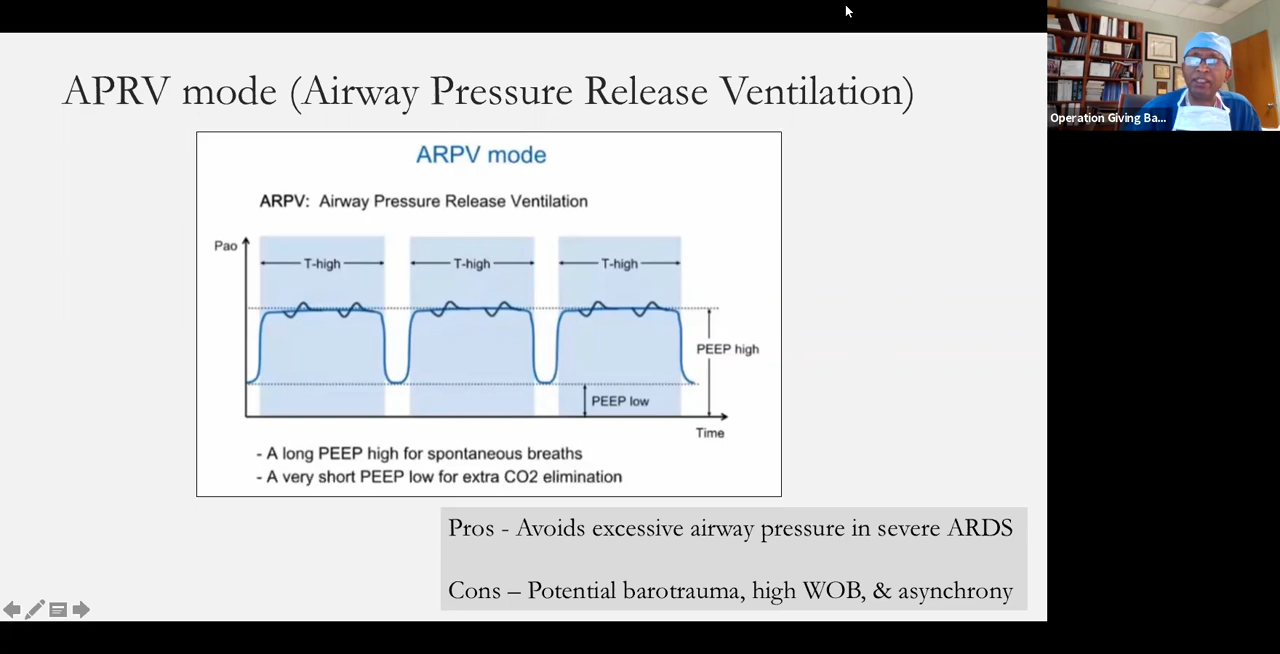 APRV mode (Airway Pressure Release Ventilation)
Operation Giving Ba...
ARPV mode
ARPV: Airway Pressure Release Ventilation
Pao
T-high T-high T-high
PEEP high
PEEP low
Time
- A long PEEP high for spontaneous breaths
- A very short PEEP low for extra CO2 elimination
Pros - Avoids excessive airway pressure in severe ARDS
Cons – Potential barotrauma, high WOB, & asynchrony